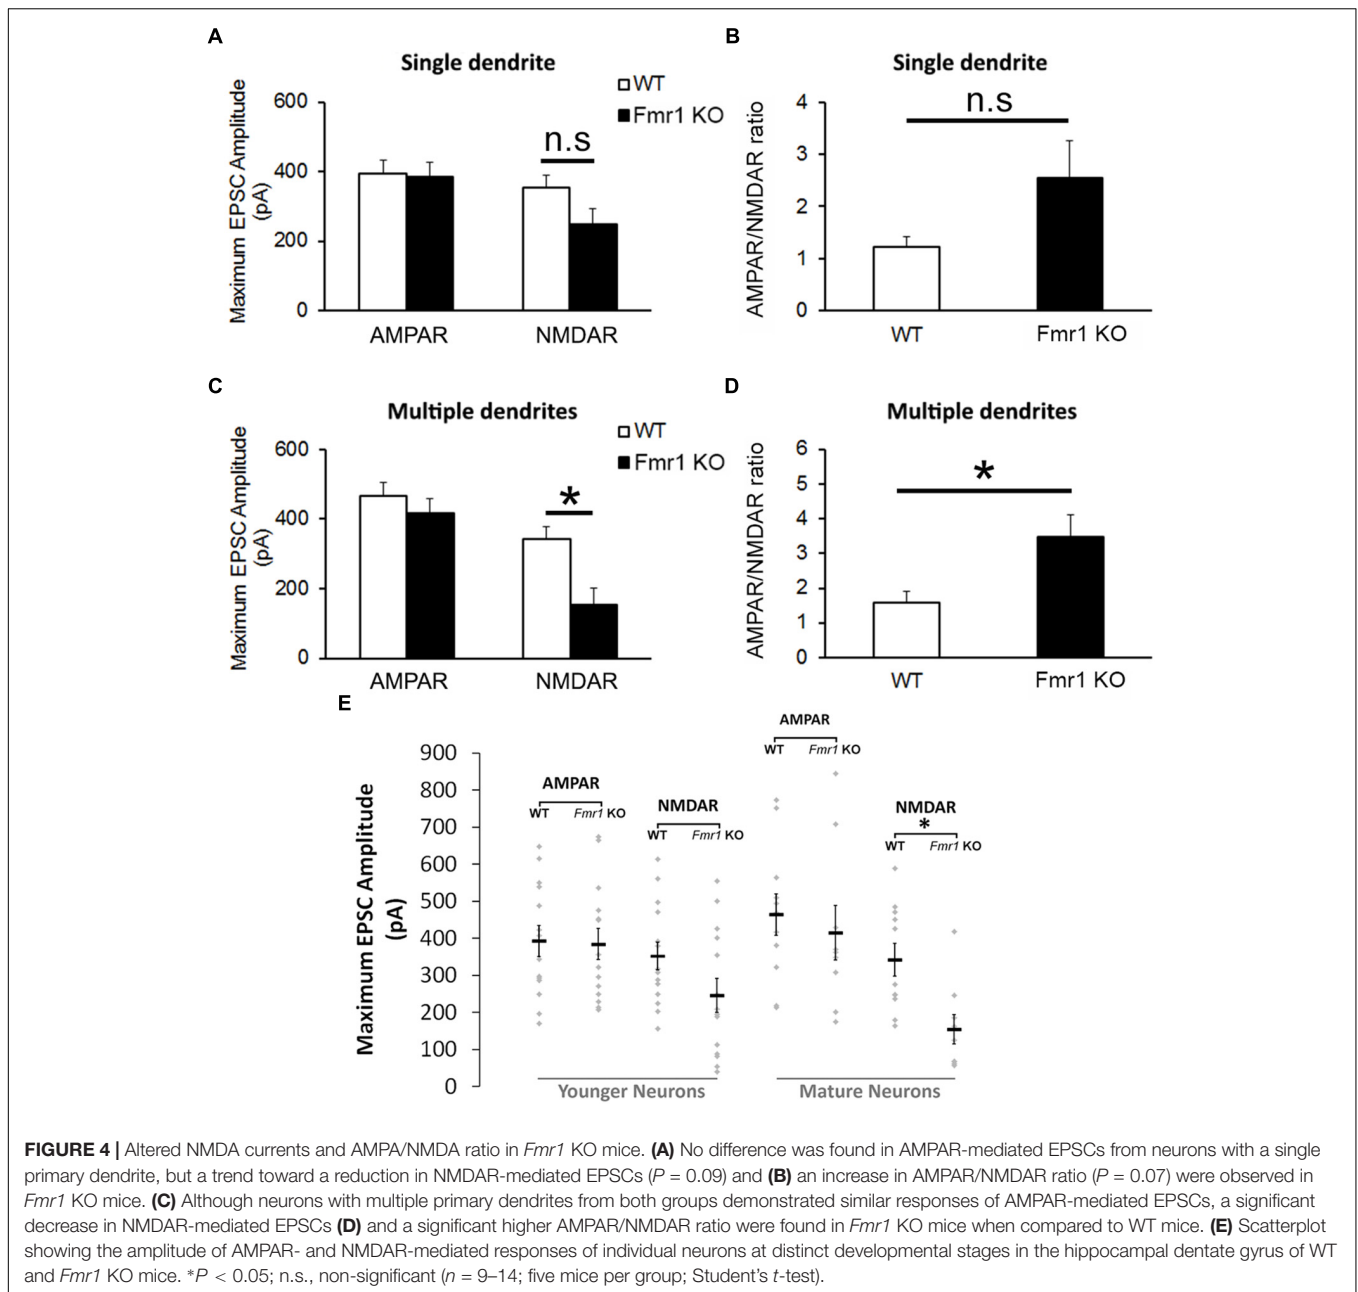 A
Single dendrite
WT
Fmr1 KO
Maximum EPSC Amplitude
(pA)
600
400
200
0
n.s
AMPAR
NMDAR
B
Single dendrite
AMPAR/NMDAR ratio
4
3
2
1
0
n.s
WT
Fmr1 KO
C
Multiple dendrites
WT
Fmr1 KO
Maximum EPSC Amplitude
(pA)
600
400
200
0
*
AMPAR
NMDAR
D
Multiple dendrites
AMPAR/NMDAR ratio
6
5
4
3
2
1
0
*
WT
Fmr1 KO
E
Maximum EPSC Amplitude
(pA)
900
800
700
600
500
400
300
200
100
0
AMPAR
WT Fmr1 KO
NMDAR
WT Fmr1 KO
AMPAR
WT Fmr1 KO
NMDAR
*
WT Fmr1 KO
Younger Neurons
Mature Neurons
FIGURE 4 | Altered NMDA currents and AMPA/NMDA ratio in Fmr1 KO mice. (A) No difference was found in AMPAR-mediated EPSCs from neurons with a single
primary dendrite, but a trend toward a reduction in NMDAR-mediated EPSCs (P = 0.09) and (B) an increase in AMPAR/NMDAR ratio (P = 0.07) were observed in
Fmr1 KO mice. (C) Although neurons with multiple primary dendrites from both groups demonstrated similar responses of AMPAR-mediated EPSCs, a significant
decrease in NMDAR-mediated EPSCs (D) and a significant higher AMPAR/NMDAR ratio were found in Fmr1 KO mice when compared to WT mice. (E) Scatterplot
showing the amplitude of AMPAR- and NMDAR-mediated responses of individual neurons at distinct developmental stages in the hippocampal dentate gyrus of WT
and Fmr1 KO mice. *P < 0.05; n.s., non-significant (n = 9–14; five mice per group; Student's t-test).